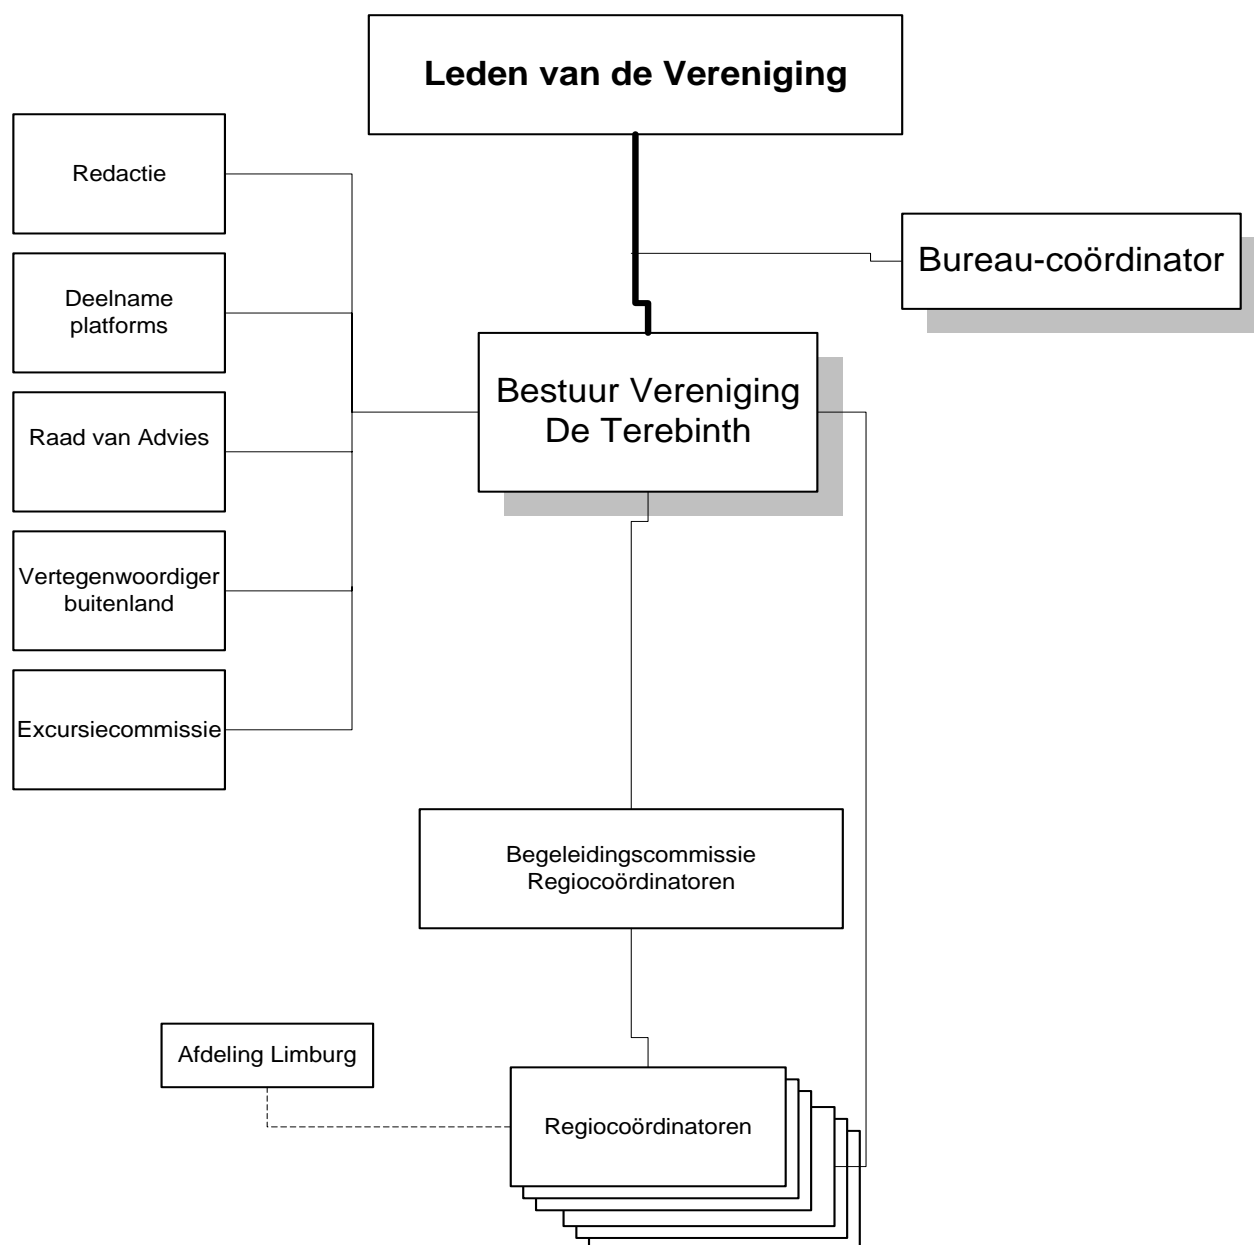 Leden van de Vereniging
Redactie
Bureau-coördinator
Deelname
platforms
Bestuur Vereniging
De Terebinth
Raad van Advies
Vertegenwoordiger
buitenland
Excursiecommissie
Begeleidingscommissie
Regiocoördinatoren
Afdeling Limburg
Regiocoördinatoren